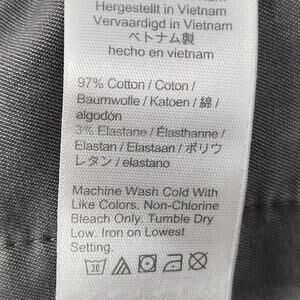 Hergestellt in Vietnam
Vervaardigd in Vietnam
ベトナム製
hecho en vietnam
97% Cotton / Coton /
Baumwolle / Katoen / 綿 /
algodón
3% Elastane / Élasthanne /
Elastan / Elastaan / ポリウ
レタン / elastano
Machine Wash Cold With
Like Colors. Non-Chlorine
Bleach Only. Tumble Dry
Low. Iron on Lowest
Setting.
30